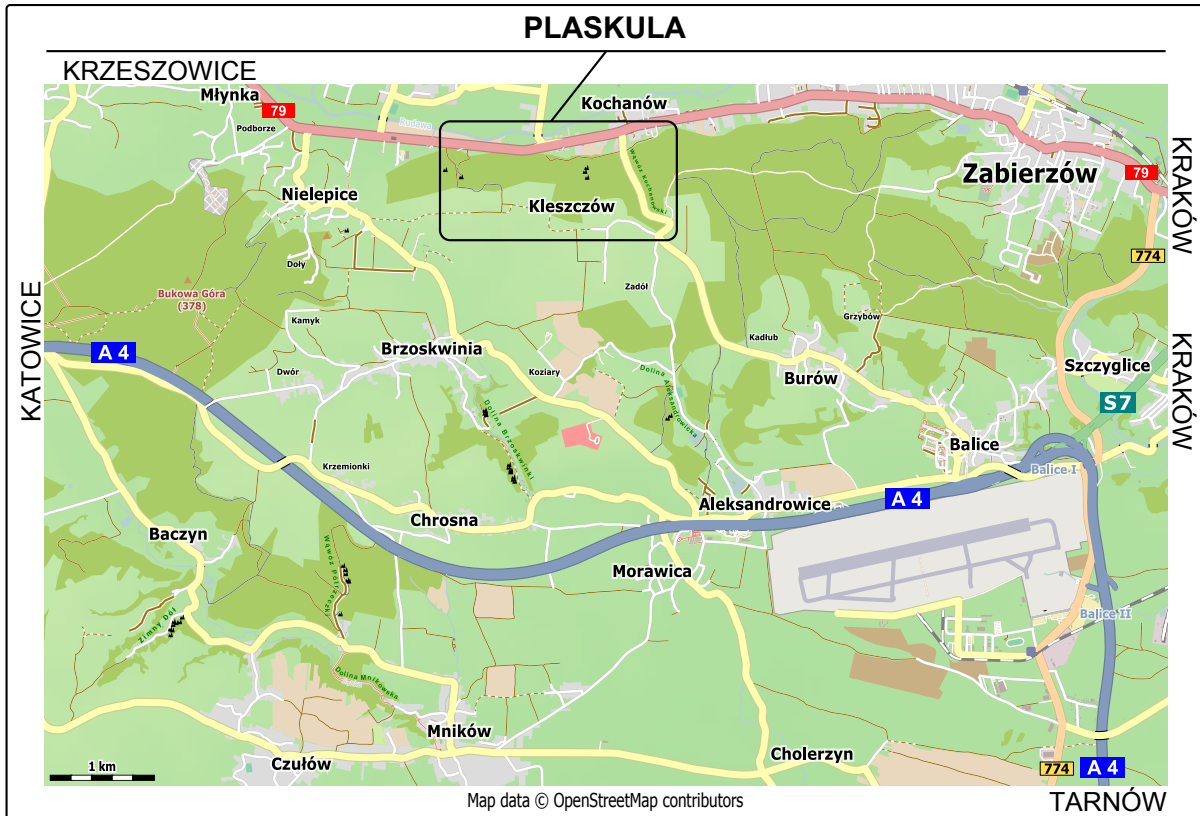 PLASKULA
KRZESZOWICE
Młynka
79
Kochanów
Podborze
Rudawa
Wąwóz Kochanowski
Zabierzów
79
KRAKÓW
Nielepice
Kleszczów
774
Doły
Zadół
Bukowa Góra
(378)
Kamyk
Grzybów
KATOWICE
A 4
Brzoskwinia
Kadłub
KRAKÓW
Dwór
Koziary
Dolina Aleksandrowicka
Burów
Szczyglice
S7
Dolina Brzoskwinki
Balice
Krzemionki
Balice I
A 4
Chrosna
Aleksandrowice
Baczyn
Wąwóz Półrzeczki
Morawica
Zimny Dół
Balice II
Dolina Mnikowska
Mników
Czułów
Cholerzyn
1 km
774
A 4
Map data © OpenStreetMap contributors
TARNÓW